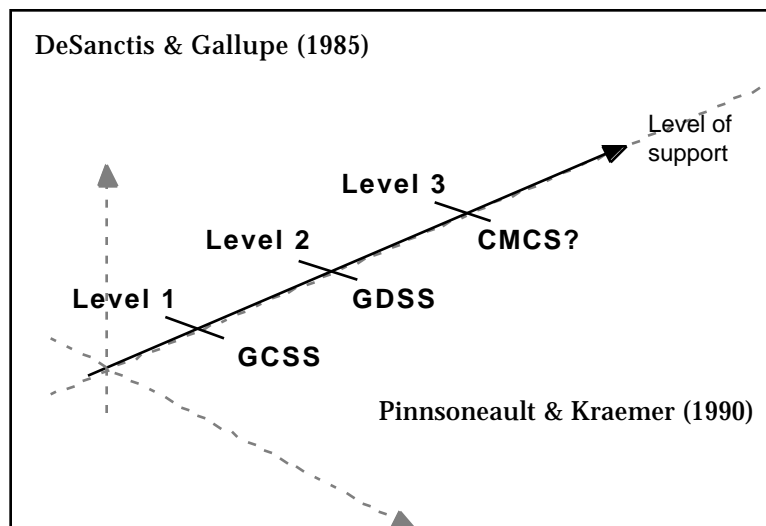 DeSanctis & Gallupe (1985)
Level of
support
Level 3
CMCS?
Level 2
GDSS
Level 1
GCSS
Pinnsoneault & Kraemer (1990)